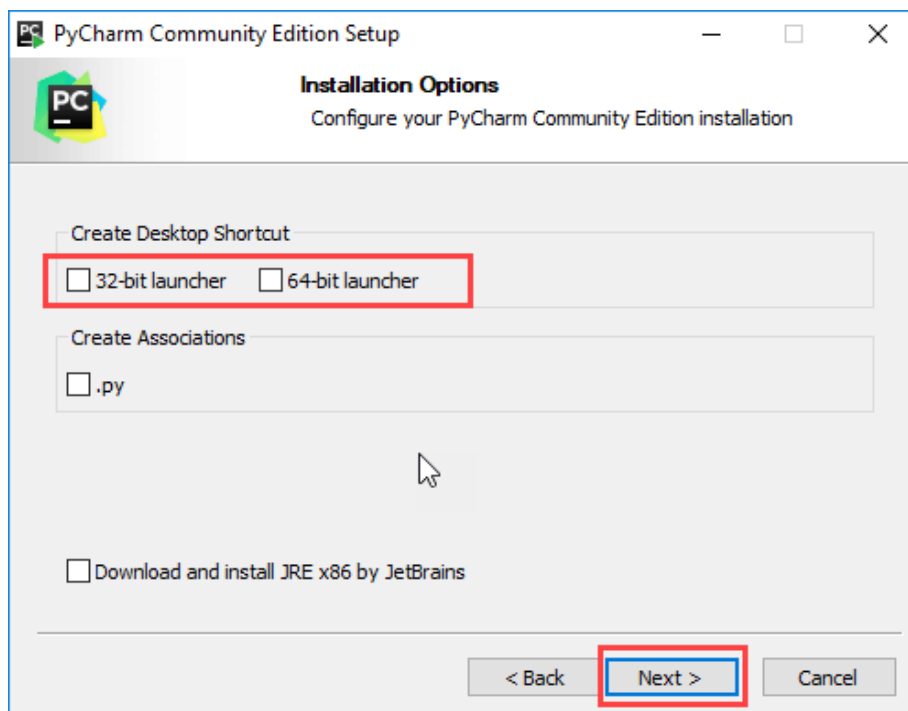 PC PyCharm Community Edition Setup
PC Installation Options
Configure your PyCharm Community Edition installation
Create Desktop Shortcut
32-bit launcher 64-bit launcher
Create Associations
.py
Download and install JRE x86 by JetBrains
< Back Next > Cancel